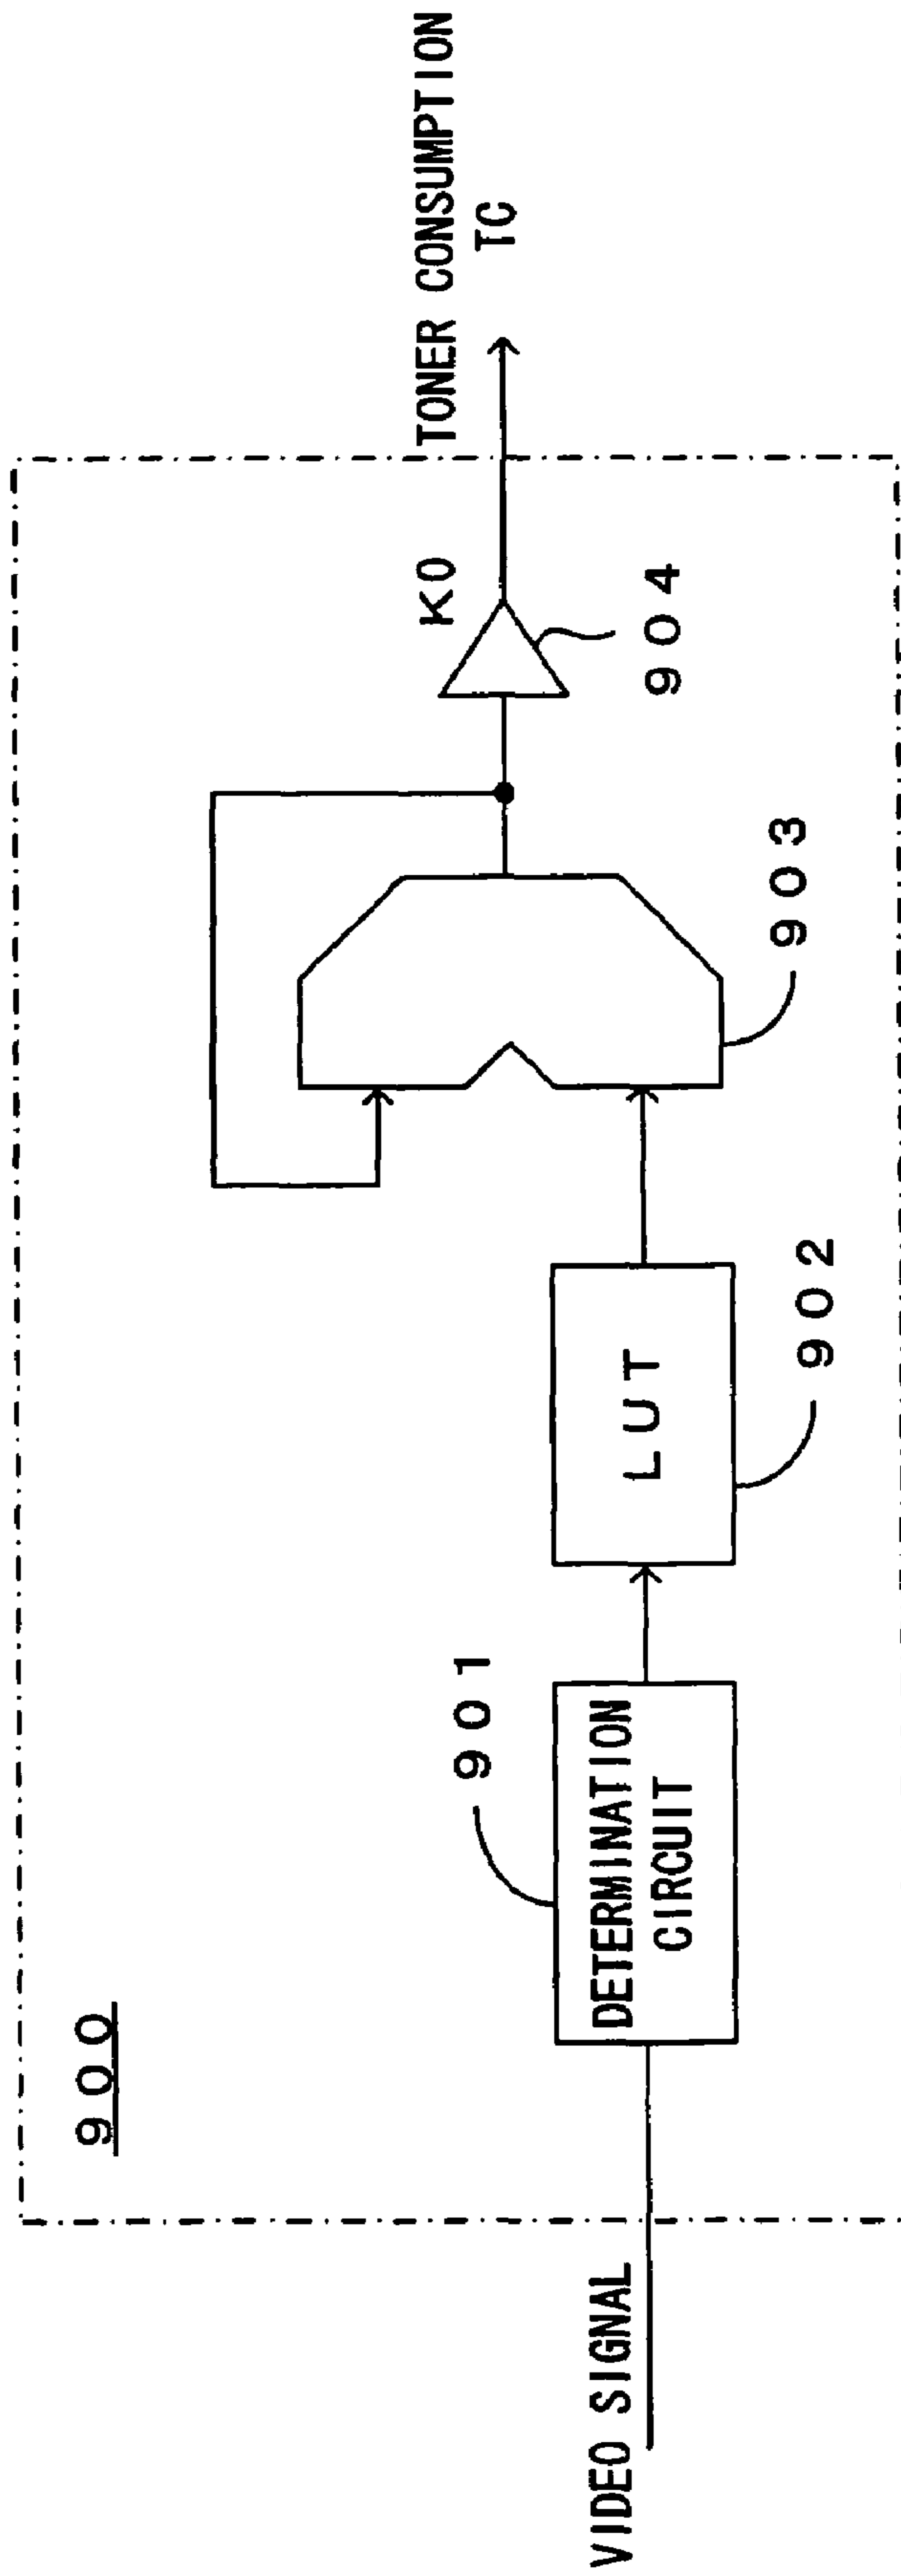 900
VIDEO SIGNAL
901
DETERMINATION
CIRCUIT
LUT
902
903
K0
904
TONER CONSUMPTION
TC